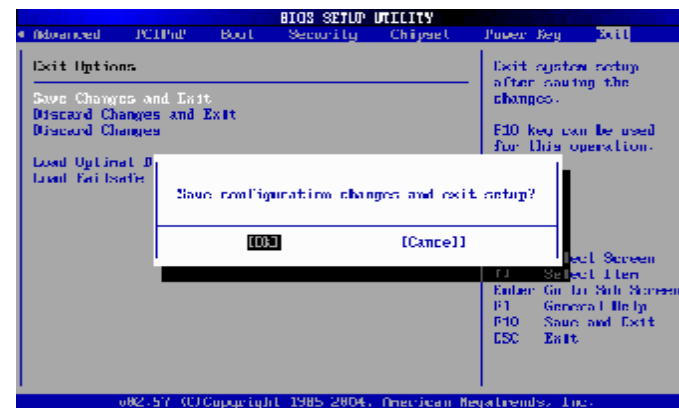 BIOS SETUP UTILITY
Advanced PCIPnP Boot Security Chipset Power Key Exit
Exit Options
Save Changes and Exit
Discard Changes and Exit
Discard Changes
Load Optimal D
Load Failsafe
Exit system setup
after saving the
changes.
F10 key can be used
for this operation.
Save configuration changes and exit setup?
[Ok] [Cancel]
ect Screen
Select Item
Enter Go to Sub Screen
F1 General Help
F10 Save and Exit
ESC Exit
v02.57 (C)Copyright 1985-2004, American Megatrends, Inc.